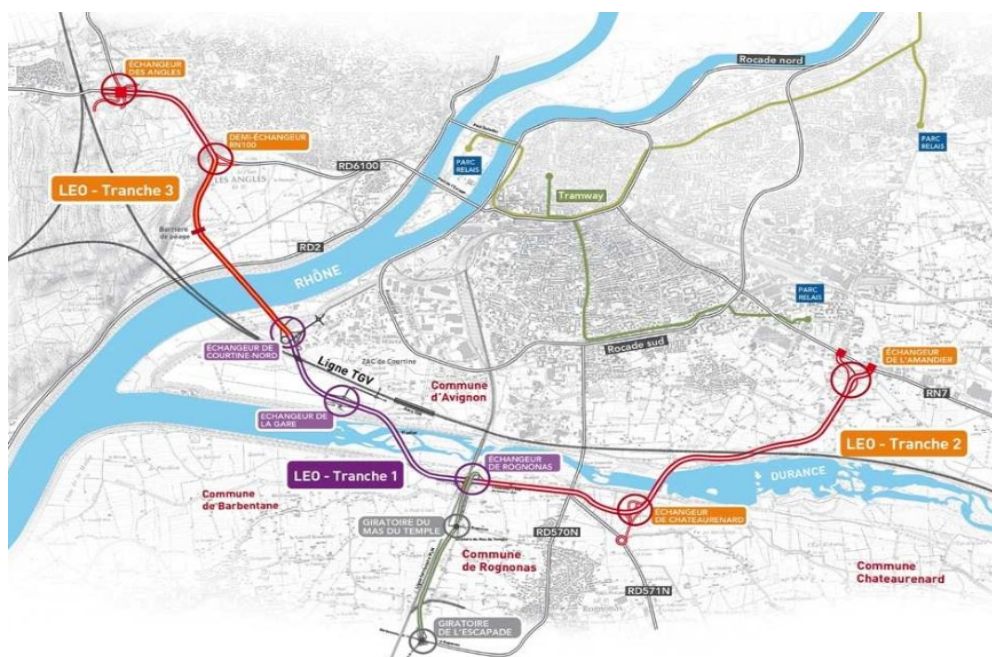 ÉCHANGEUR
DES ANGLES
Rocade nord
DEMI-ÉCHANGEUR
RN100
PARC
RELAIS
PARC
RELAIS
RD6100
LES ANGLES
LEO - Tranche 3
Tramway
Barrière
de péage
RD2
RHÔNE
PARC
RELAIS
ÉCHANGEUR DE
COURTINE-NORD
Rocade sud
Ligne TGV
ZAC de Courtine
ÉCHANGEUR
DE L'AMANDIER
Commune
d'Avignon
RN7
ÉCHANGEUR DE
LA GARE
LEO - Tranche 2
ÉCHANGEUR
DE ROGNONAS
LEO - Tranche 1
DURANCE
Commune
de Barbentane
ÉCHANGEUR
DE CHATEAURENARD
GIRATOIRE DU
MAS DU TEMPLE
RD570N
Commune
de Rognonas
Commune
Chateaurenard
RD571N
GIRATOIRE
DE L'ESCAPADE